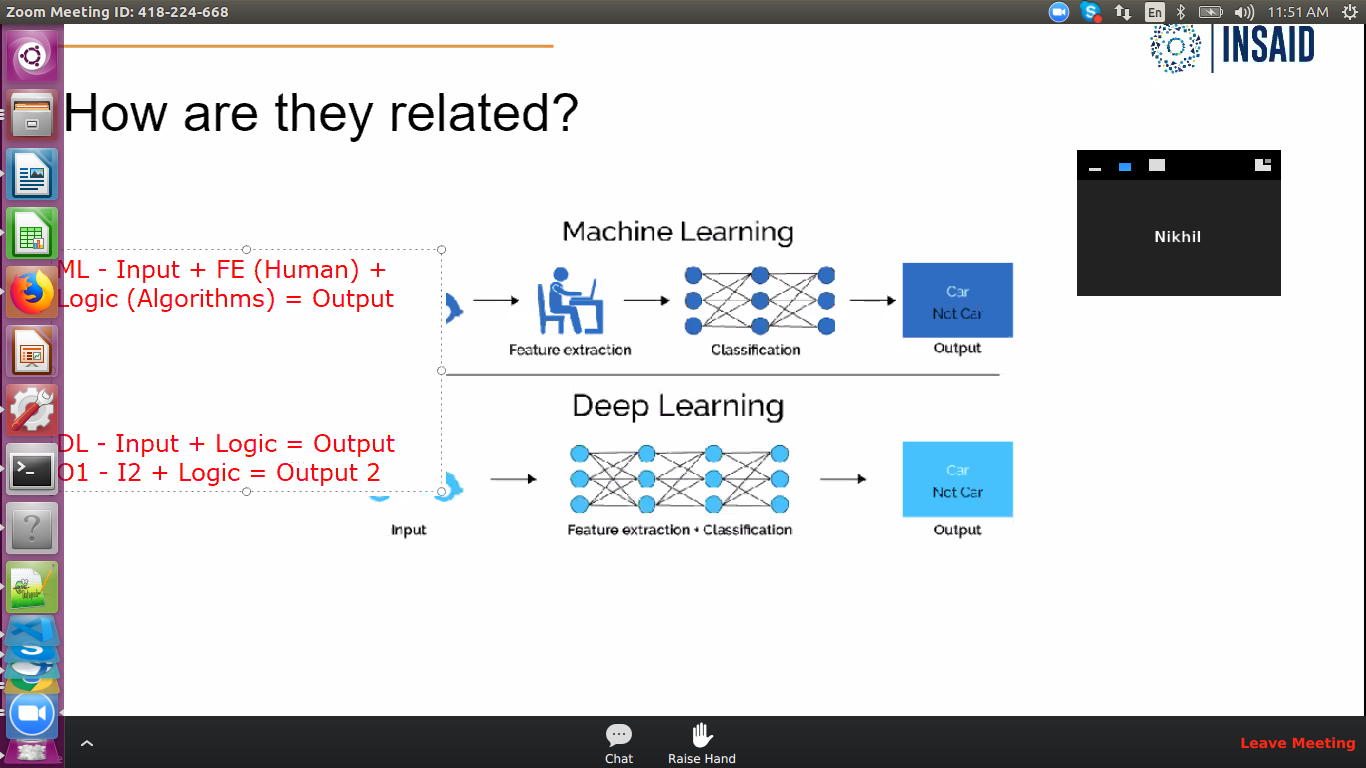 Zoom Meeting ID: 418-224-668
En
11:51 AM
INSAID
How are they related?
Nikhil
Machine Learning
ML - Input + FE (Human) +
Logic (Algorithms) = Output
Car
Not Car
Feature extraction
Classification
Output
Deep Learning
DL - Input + Logic = Output
O1 - I2 + Logic = Output 2
Car
Not Car
Input
Feature extraction + Classification
Output
Chat
Raise Hand
Leave Meeting